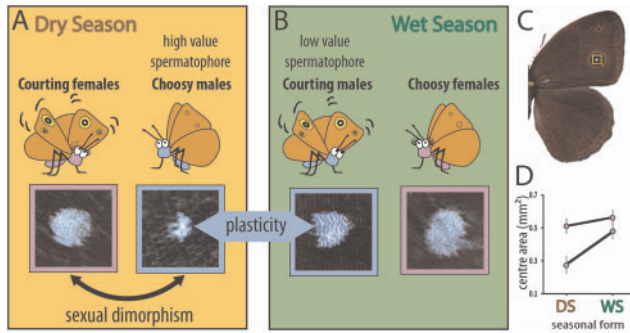 A Dry Season
high value
spermatophore
Courting females
Choosy males
B Wet Season
low value
spermatophore
Courting males
Choosy females
plasticity
sexual dimorphism
C
D
centre area (mm²)
0.7
0.5
0.3
0.1
DS
WS
seasonal form